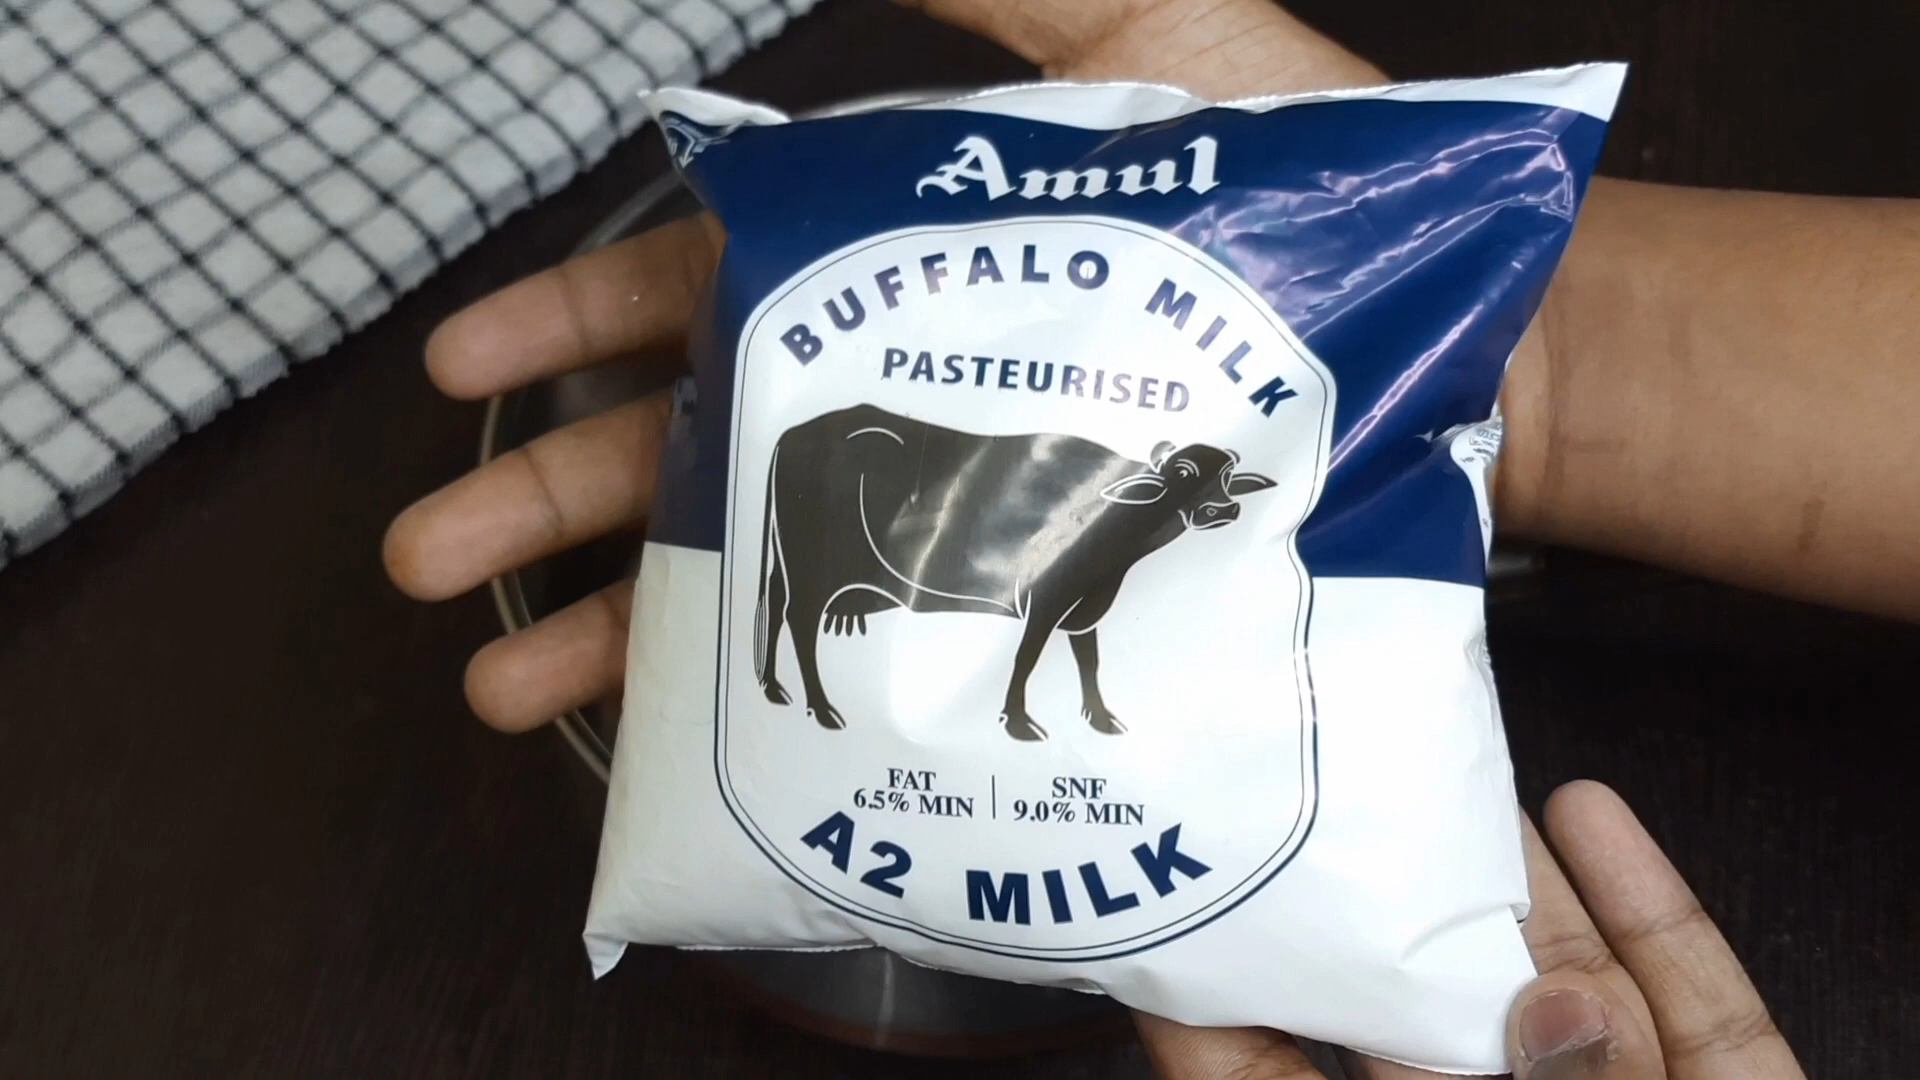 Amul
BUFFALO MILK
PASTEURISED
FAT
6.5% MIN
SNF
9.0% MIN
A2 MILK